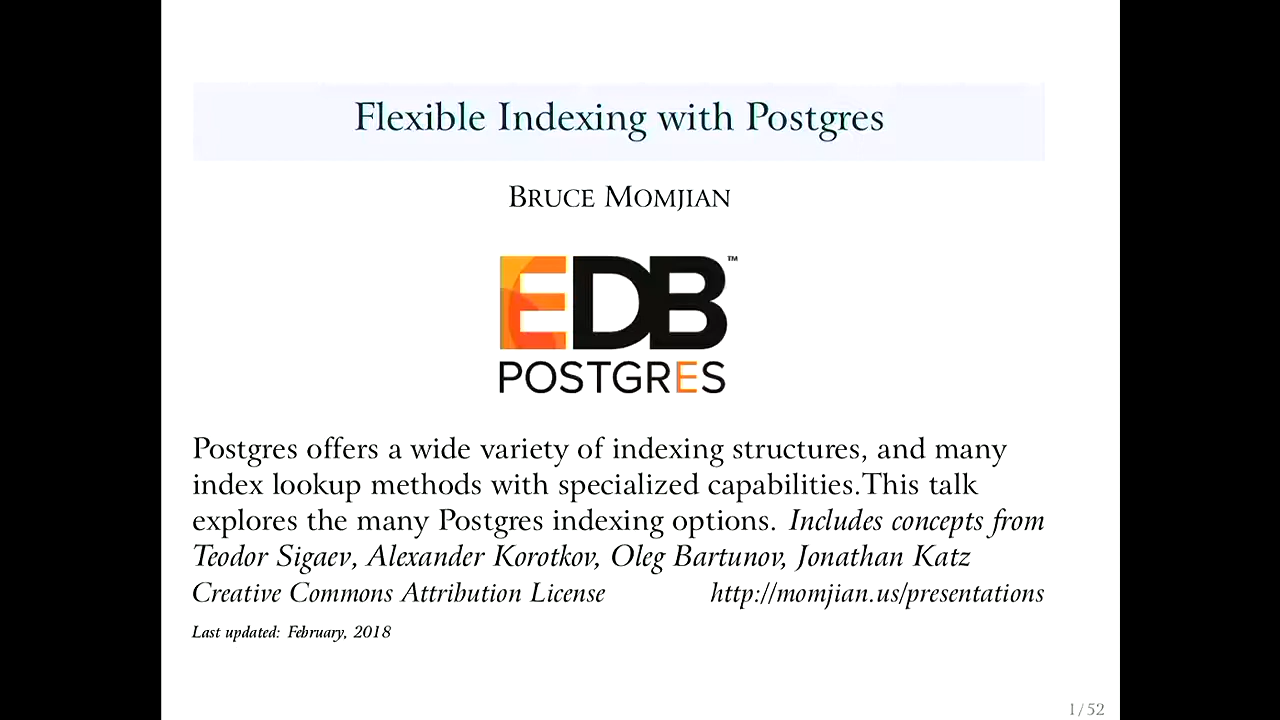 Flexible Indexing with Postgres
BRUCE MOMJIAN
EDB™
POSTGRES
Postgres offers a wide variety of indexing structures, and many
index lookup methods with specialized capabilities.This talk
explores the many Postgres indexing options. Includes concepts from
Teodor Sigaev, Alexander Korotkov, Oleg Bartunov, Jonathan Katz
Creative Commons Attribution License http://momjian.us/presentations
Last updated: February, 2018
1/52